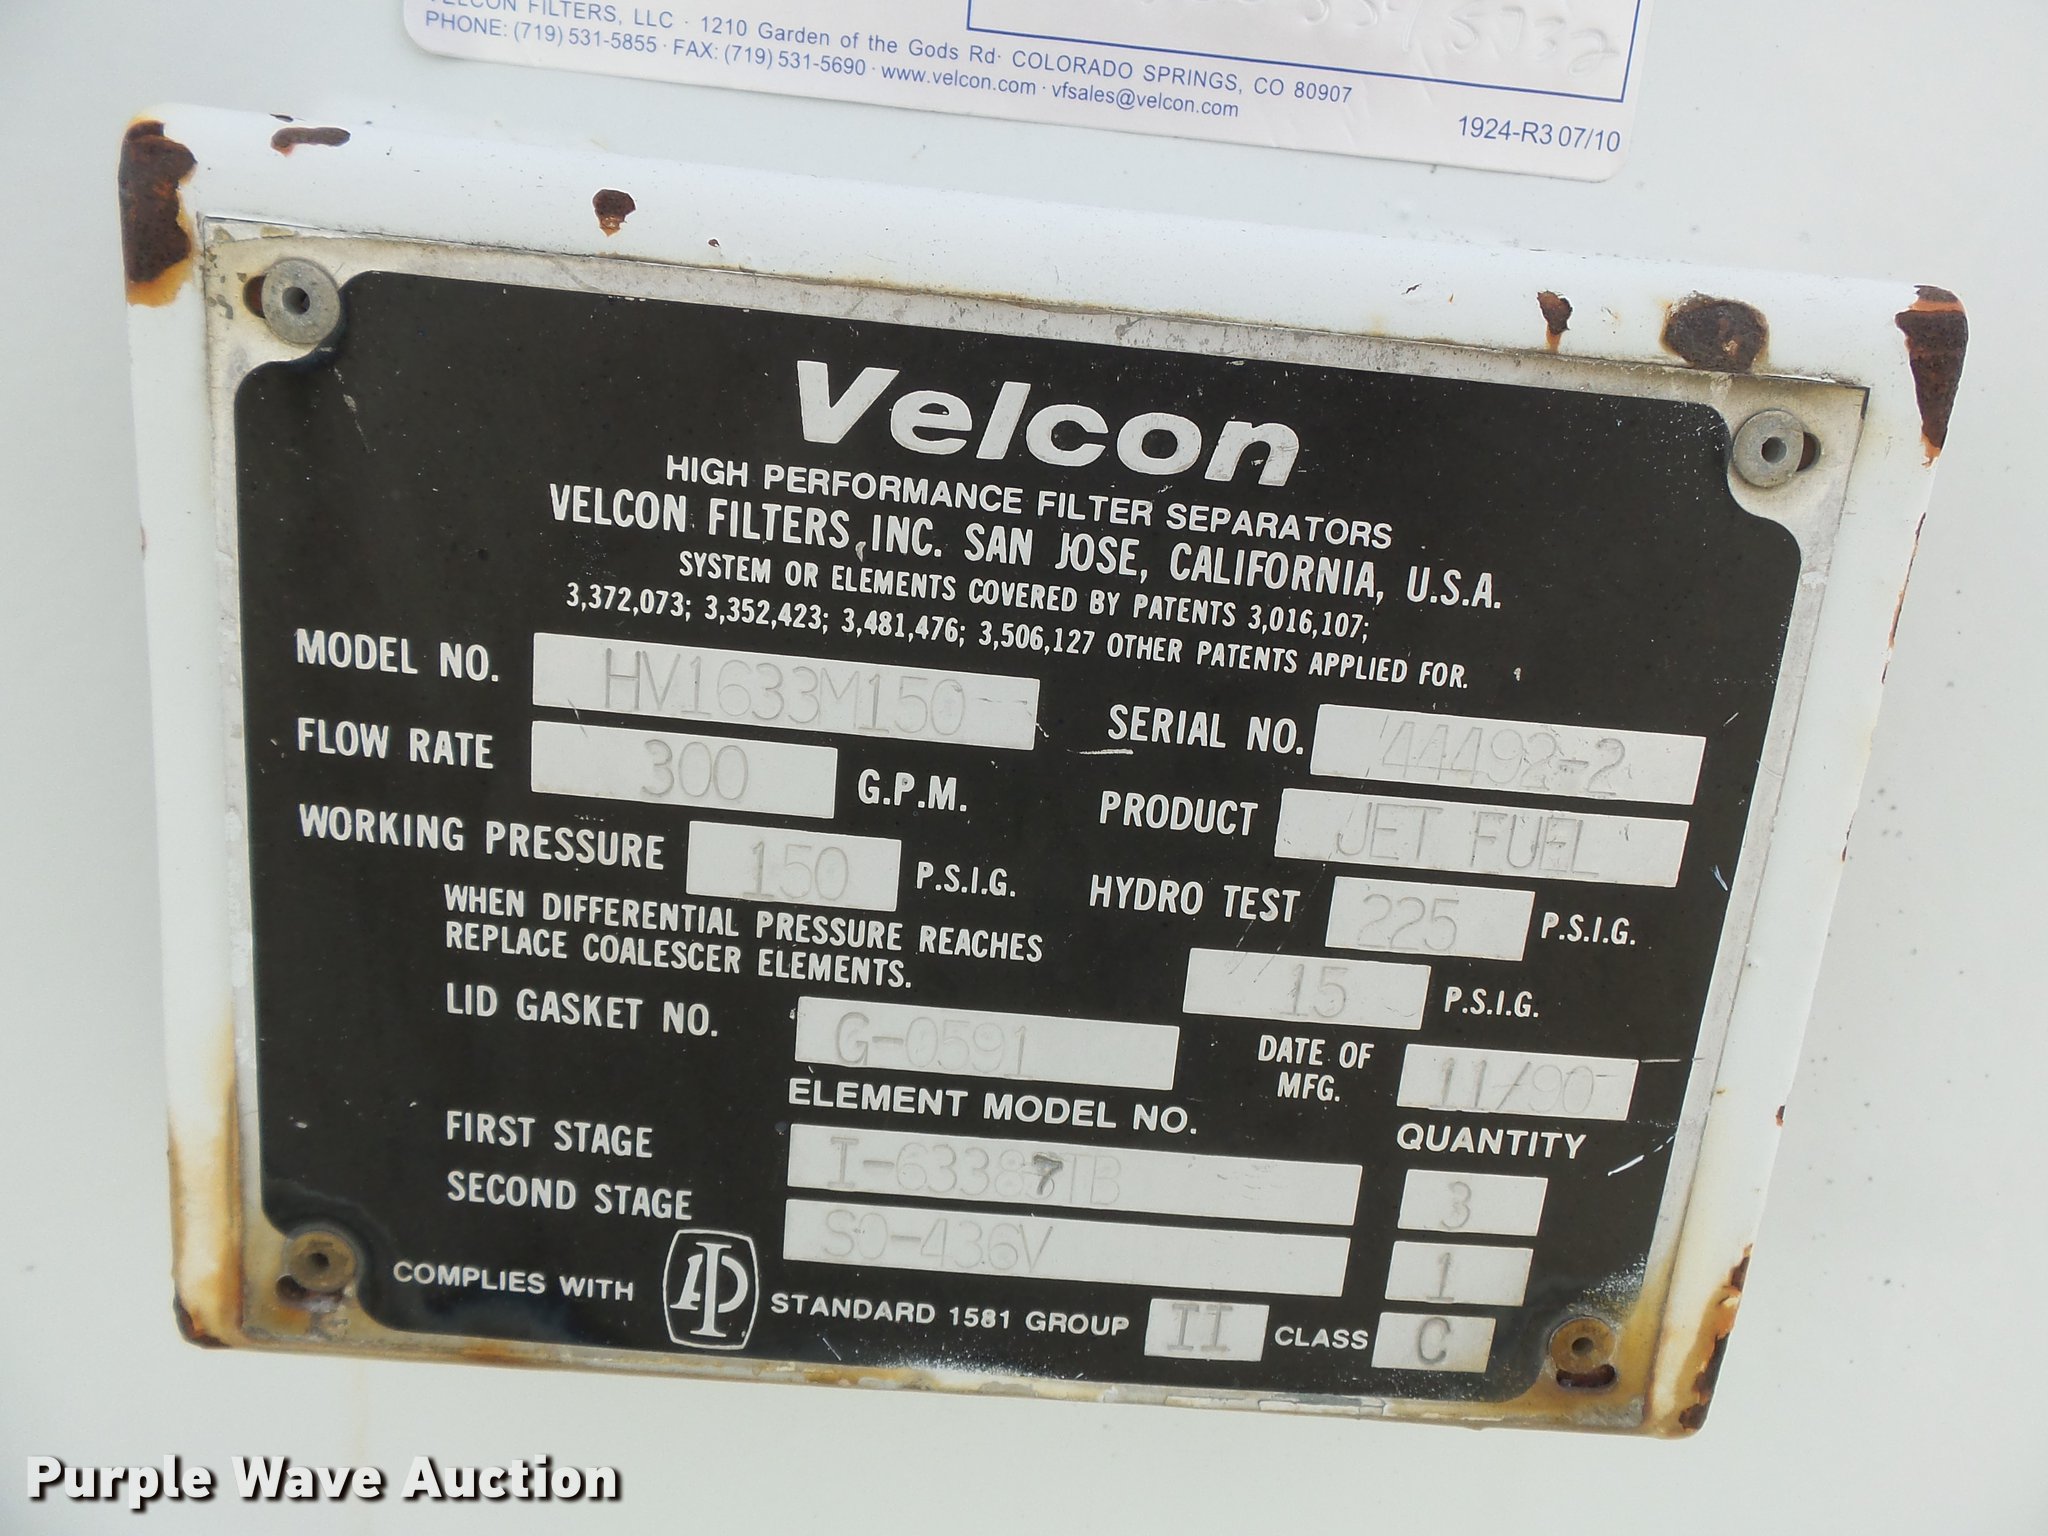 VELCON FILTERS, LLC · 1210 Garden of the Gods Rd· COLORADO SPRINGS, CO 80907
PHONE: (719) 531-5855 · FAX: (719) 531-5690 · www.velcon.com · vfsales@velcon.com
1924-R3 07/10
Velcon
HIGH PERFORMANCE FILTER SEPARATORS
VELCON FILTERS, INC. SAN JOSE, CALIFORNIA, U.S.A.
SYSTEM OR ELEMENTS COVERED BY PATENTS 3,016,107;
3,372,073; 3,352,423; 3,481,476; 3,506,127 OTHER PATENTS APPLIED FOR.
MODEL NO. HV1633M150 SERIAL NO. 44492-2
FLOW RATE 300 G.P.M. PRODUCT JET FUEL
WORKING PRESSURE 150 P.S.I.G. HYDRO TEST 225 P.S.I.G.
WHEN DIFFERENTIAL PRESSURE REACHES 15 P.S.I.G.
REPLACE COALESCER ELEMENTS.
LID GASKET NO. G-0591 DATE OF MFG. 11/90
ELEMENT MODEL NO. QUANTITY
FIRST STAGE 3
SECOND STAGE SO-436V 1
COMPLIES WITH API STANDARD 1581 GROUP II CLASS C
Purple Wave Auction